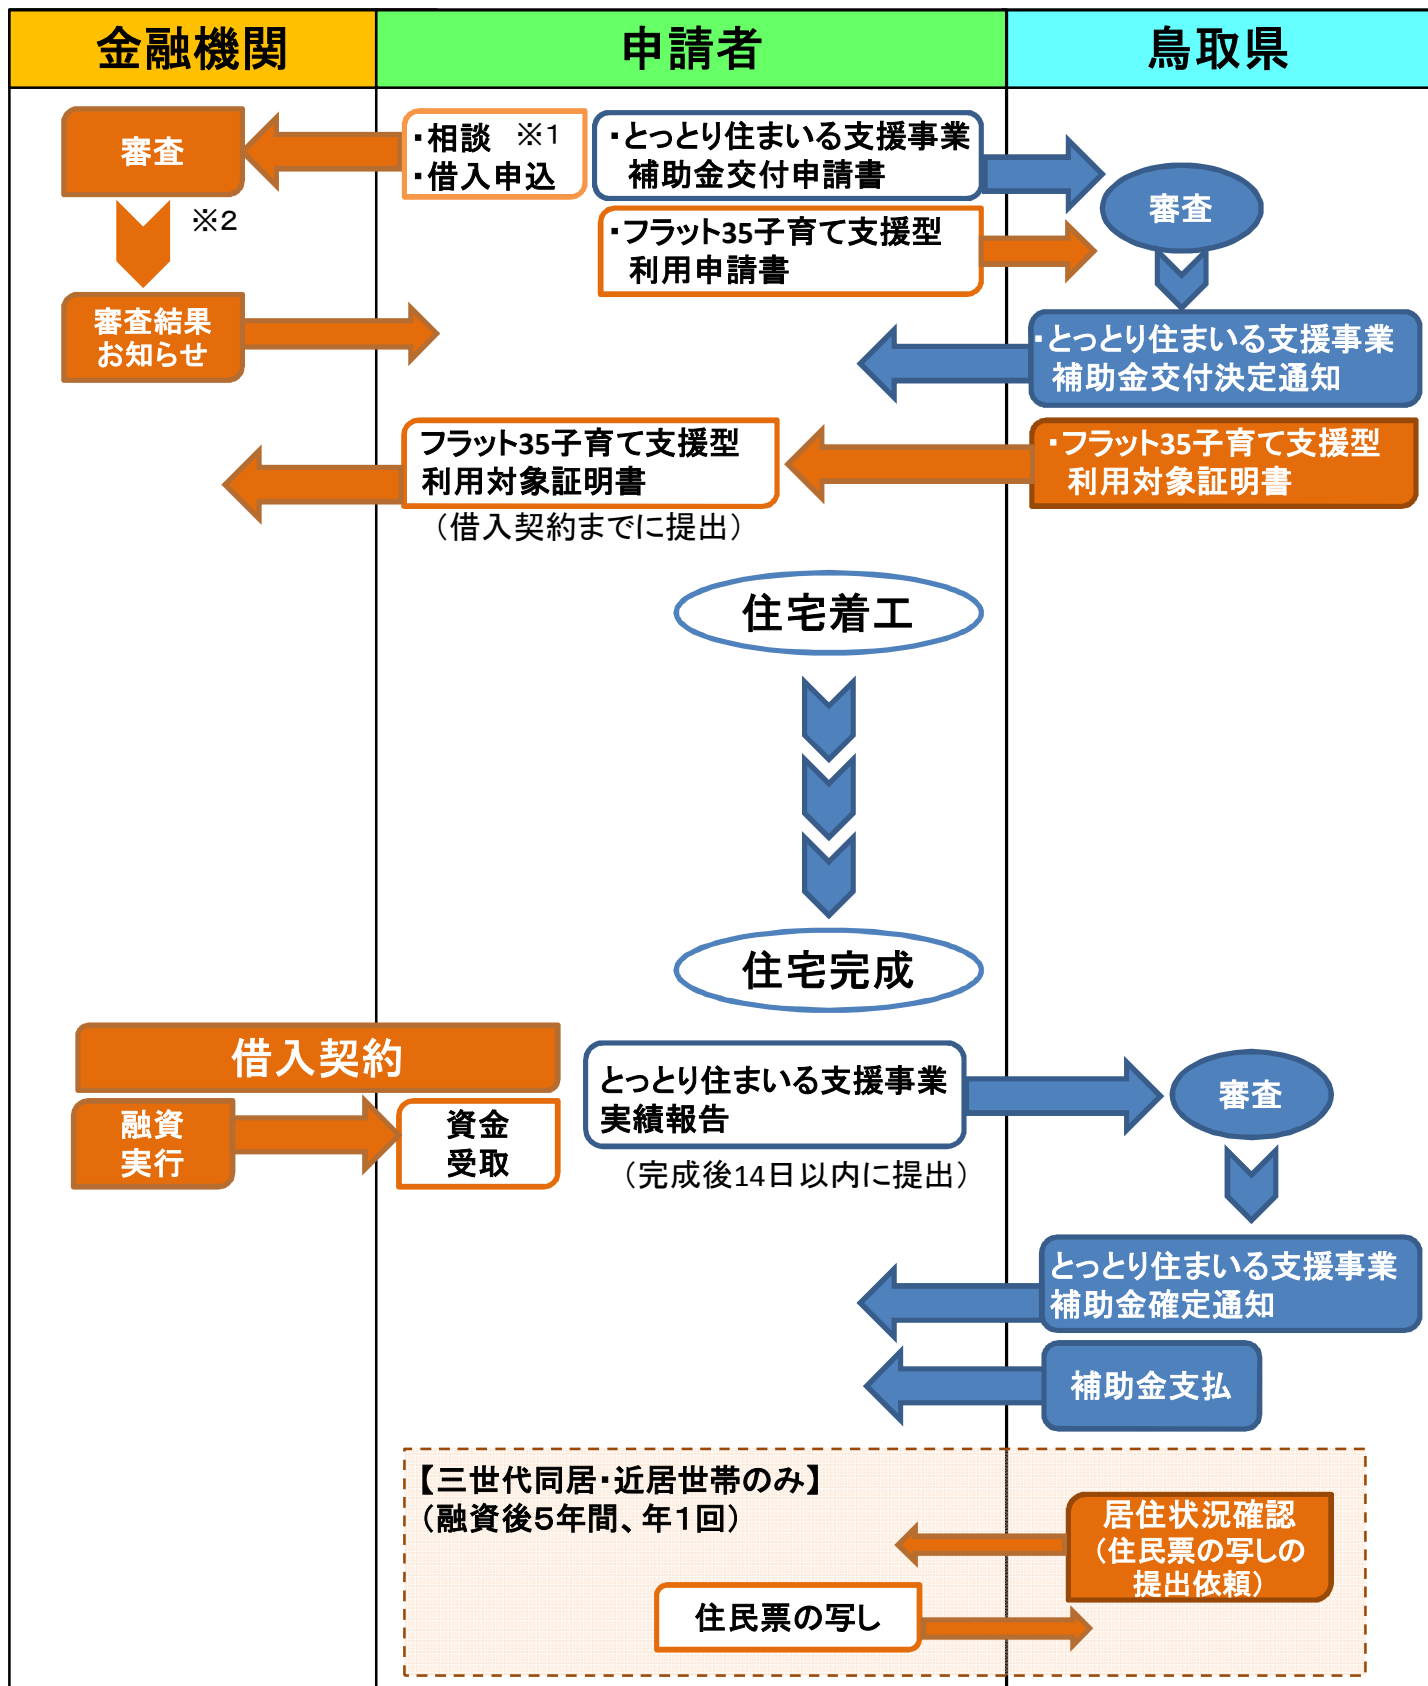 金融機関
申請者
鳥取県
審査
・相談　※1
・借入申込
・とっとり住まいる支援事業
補助金交付申請書
審査
※2
・フラット35子育て支援型
利用申請書
審査結果
お知らせ
・とっとり住まいる支援事業
補助金交付決定通知
フラット35子育て支援型
利用対象証明書
（借入契約までに提出）
・フラット35子育て支援型
利用対象証明書
住宅着工
住宅完成
借入契約
融資
実行
資金
受取
とっとり住まいる支援事業
実績報告
（完成後14日以内に提出）
審査
とっとり住まいる支援事業
補助金確定通知
補助金支払
【三世代同居・近居世帯のみ】
（融資後5年間、年1回）
居住状況確認
（住民票の写しの
提出依頼）
住民票の写し